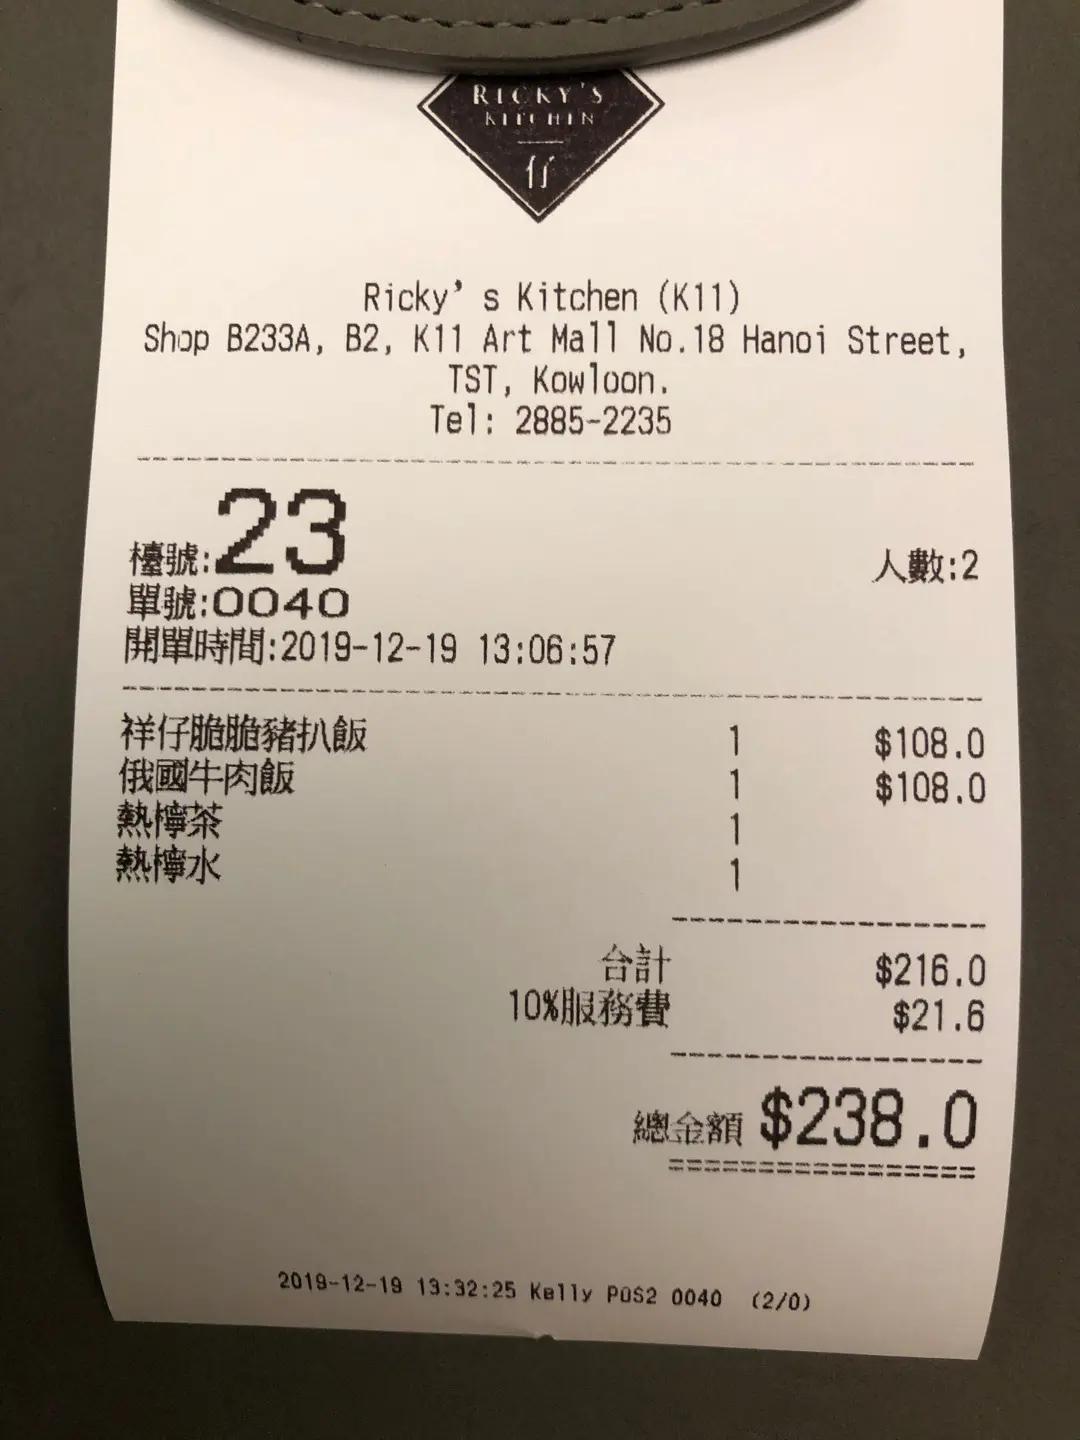 RICKY'S
KITCHEN
仔
Ricky's Kitchen (K11)
Shop B233A, B2, K11 Art Mall No.18 Hanoi Street,
TST, Kowloon.
Tel: 2885-2235
檯號:23 人數:2
單號:0040
開單時間:2019-12-19 13:06:57
祥仔脆脆豬扒飯 1 $108.0
俄國牛肉飯 1 $108.0
熱檸茶 1
熱檸水 1
合計 $216.0
10%服務費 $21.6
總金額 $238.0
2019-12-19 13:32:25 Kelly POS2 0040 (2/0)